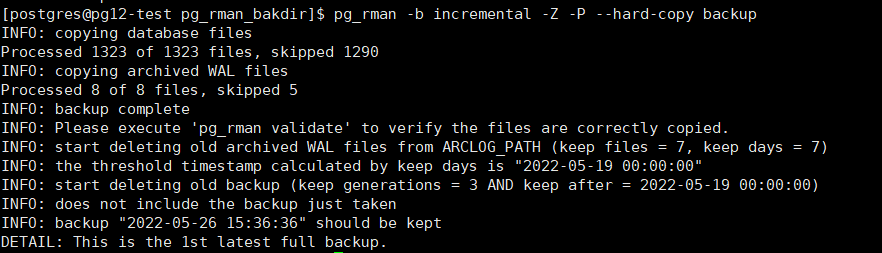 [postgres@pg12-test pg_rman_bakdir]$ pg_rman -b incremental -Z -P --hard-copy backup
INFO: copying database files
Processed 1323 of 1323 files, skipped 1290
INFO: copying archived WAL files
Processed 8 of 8 files, skipped 5
INFO: backup complete
INFO: Please execute 'pg_rman validate' to verify the files are correctly copied.
INFO: start deleting old archived WAL files from ARCLOG_PATH (keep files = 7, keep days = 7)
INFO: the threshold timestamp calculated by keep days is "2022-05-19 00:00:00"
INFO: start deleting old backup (keep generations = 3 AND keep after = 2022-05-19 00:00:00)
INFO: does not include the backup just taken
INFO: backup "2022-05-26 15:36:36" should be kept
DETAIL: This is the 1st latest full backup.